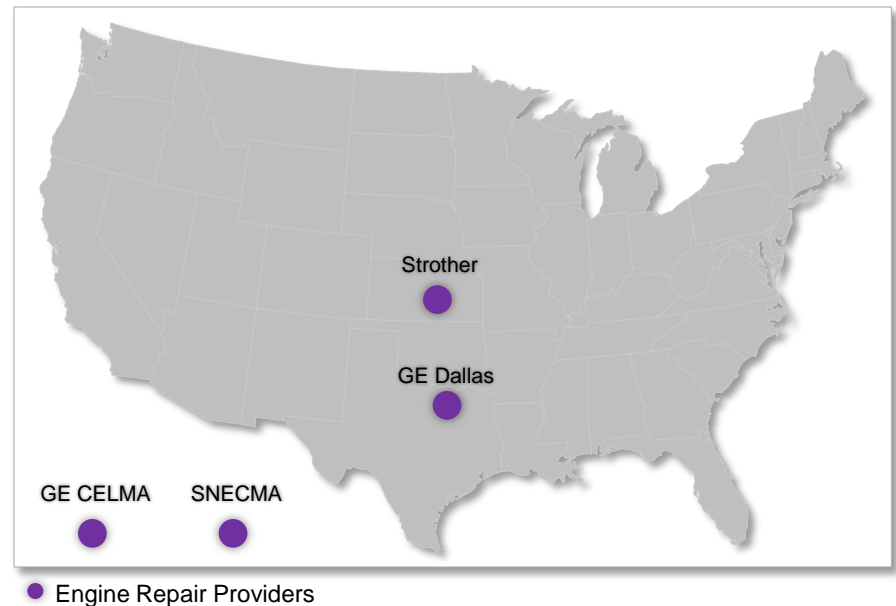 Strother
GE Dallas
GE CELMA
SNECMA
Engine Repair Providers